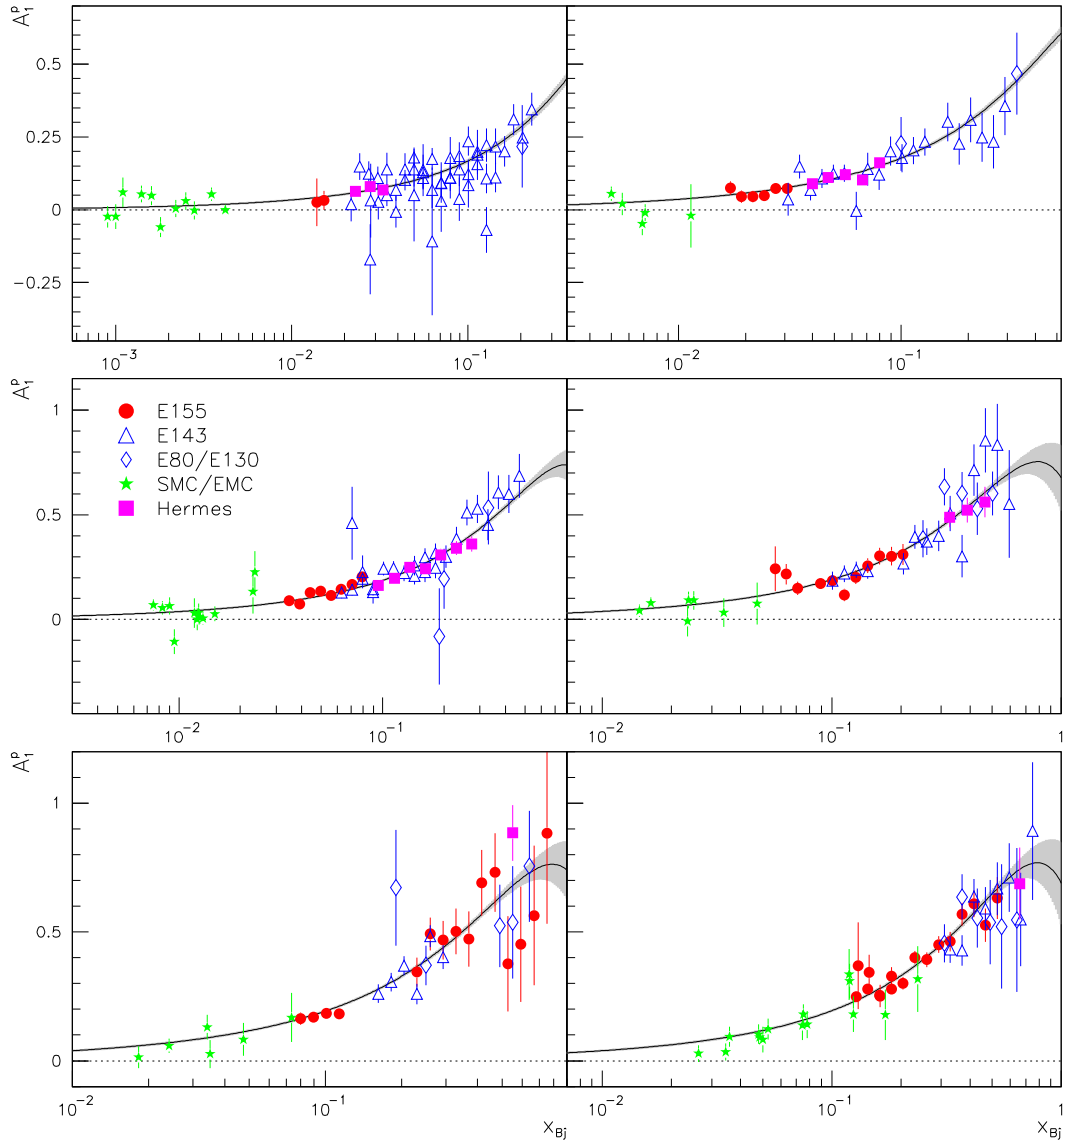 A₁ᵖ
0.5
0.25
0
−0.25
10⁻³ 10⁻² 10⁻¹ 10⁻² 10⁻¹
A₁ᵖ
1
0.5
0
E155
E143
E80/E130
SMC/EMC
Hermes
10⁻² 10⁻¹ 10⁻² 10⁻¹ 1
A₁ᵖ
1
0.5
0
10⁻² 10⁻¹ 10⁻² 10⁻¹ 1
x_Bj x_Bj